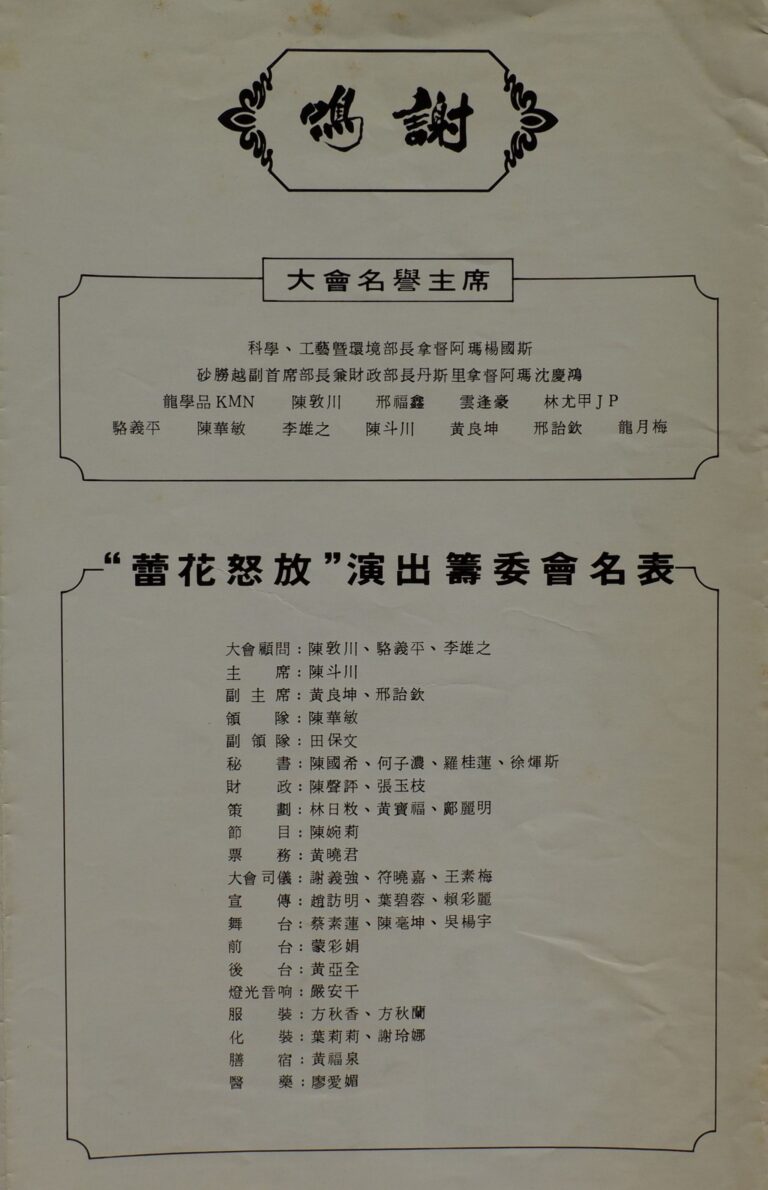 鳴謝
大會名譽主席
科學、工藝曁環境部長拿督阿瑪楊國斯
砂勝越副首席部長兼財政部長丹斯里拿督阿瑪沈慶鴻
龍學品KMN 陳敦川 邢福鑫 雲逢豪 林尤甲JP
駱義平 陳華敏 李雄之 陳斗川 黃良坤 邢詒欽 龍月梅
“蕾花怒放”演出籌委會名表
大會顧問：陳敦川、駱義平、李雄之
主席：陳斗川
副主席：黃良坤、邢詒欽
領隊：陳華敏
副領隊：田保文
秘書：陳國希、何子濃、羅桂蓮、徐煇斯
財政：陳聲評、張玉枝
策劃：林日敉、黃寶福、鄺麗明
節目：陳婉莉
票務：黃曉君
大會司儀：謝義強、符曉嘉、王素梅
宣傳：趙訪明、葉碧蓉、賴彩麗
舞台：蔡素蓮、陳毫坤、吳楊宇
前台：蒙彩娟
後台：黃亞全
燈光音响：嚴安干
服裝：方秋香、方秋蘭
化裝：葉莉莉、謝玲娜
膳宿：黃福泉
醫藥：廖愛媚